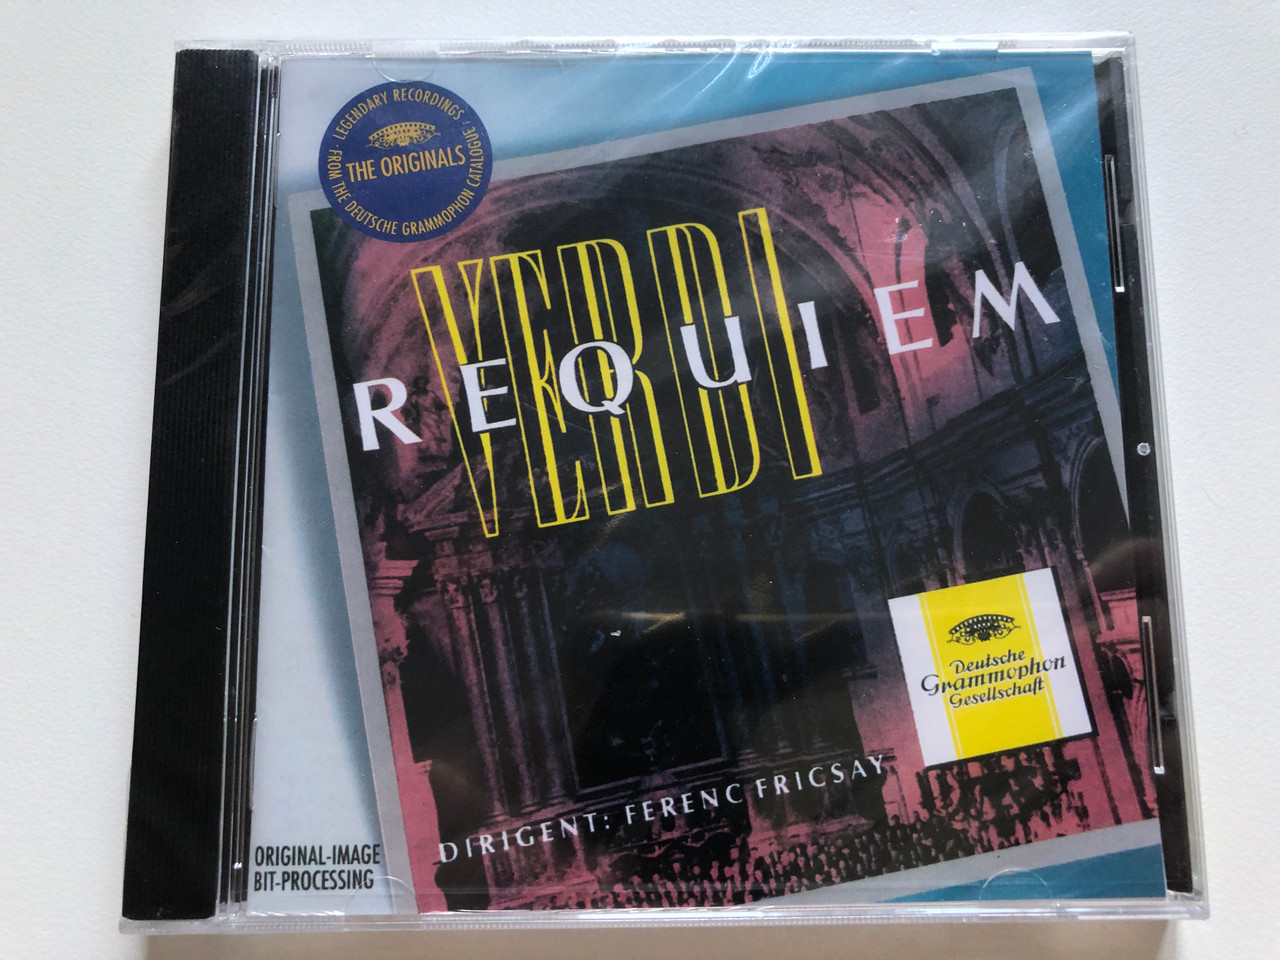 LEGENDARY RECORDINGS · FROM THE DEUTSCHE GRAMMOPHON CATALOGUE ·
THE ORIGINALS
VERDI
REQUIEM
Deutsche
Grammophon
Gesellschaft
DIRIGENT: FERENC FRICSAY
ORIGINAL-IMAGE
BIT-PROCESSING